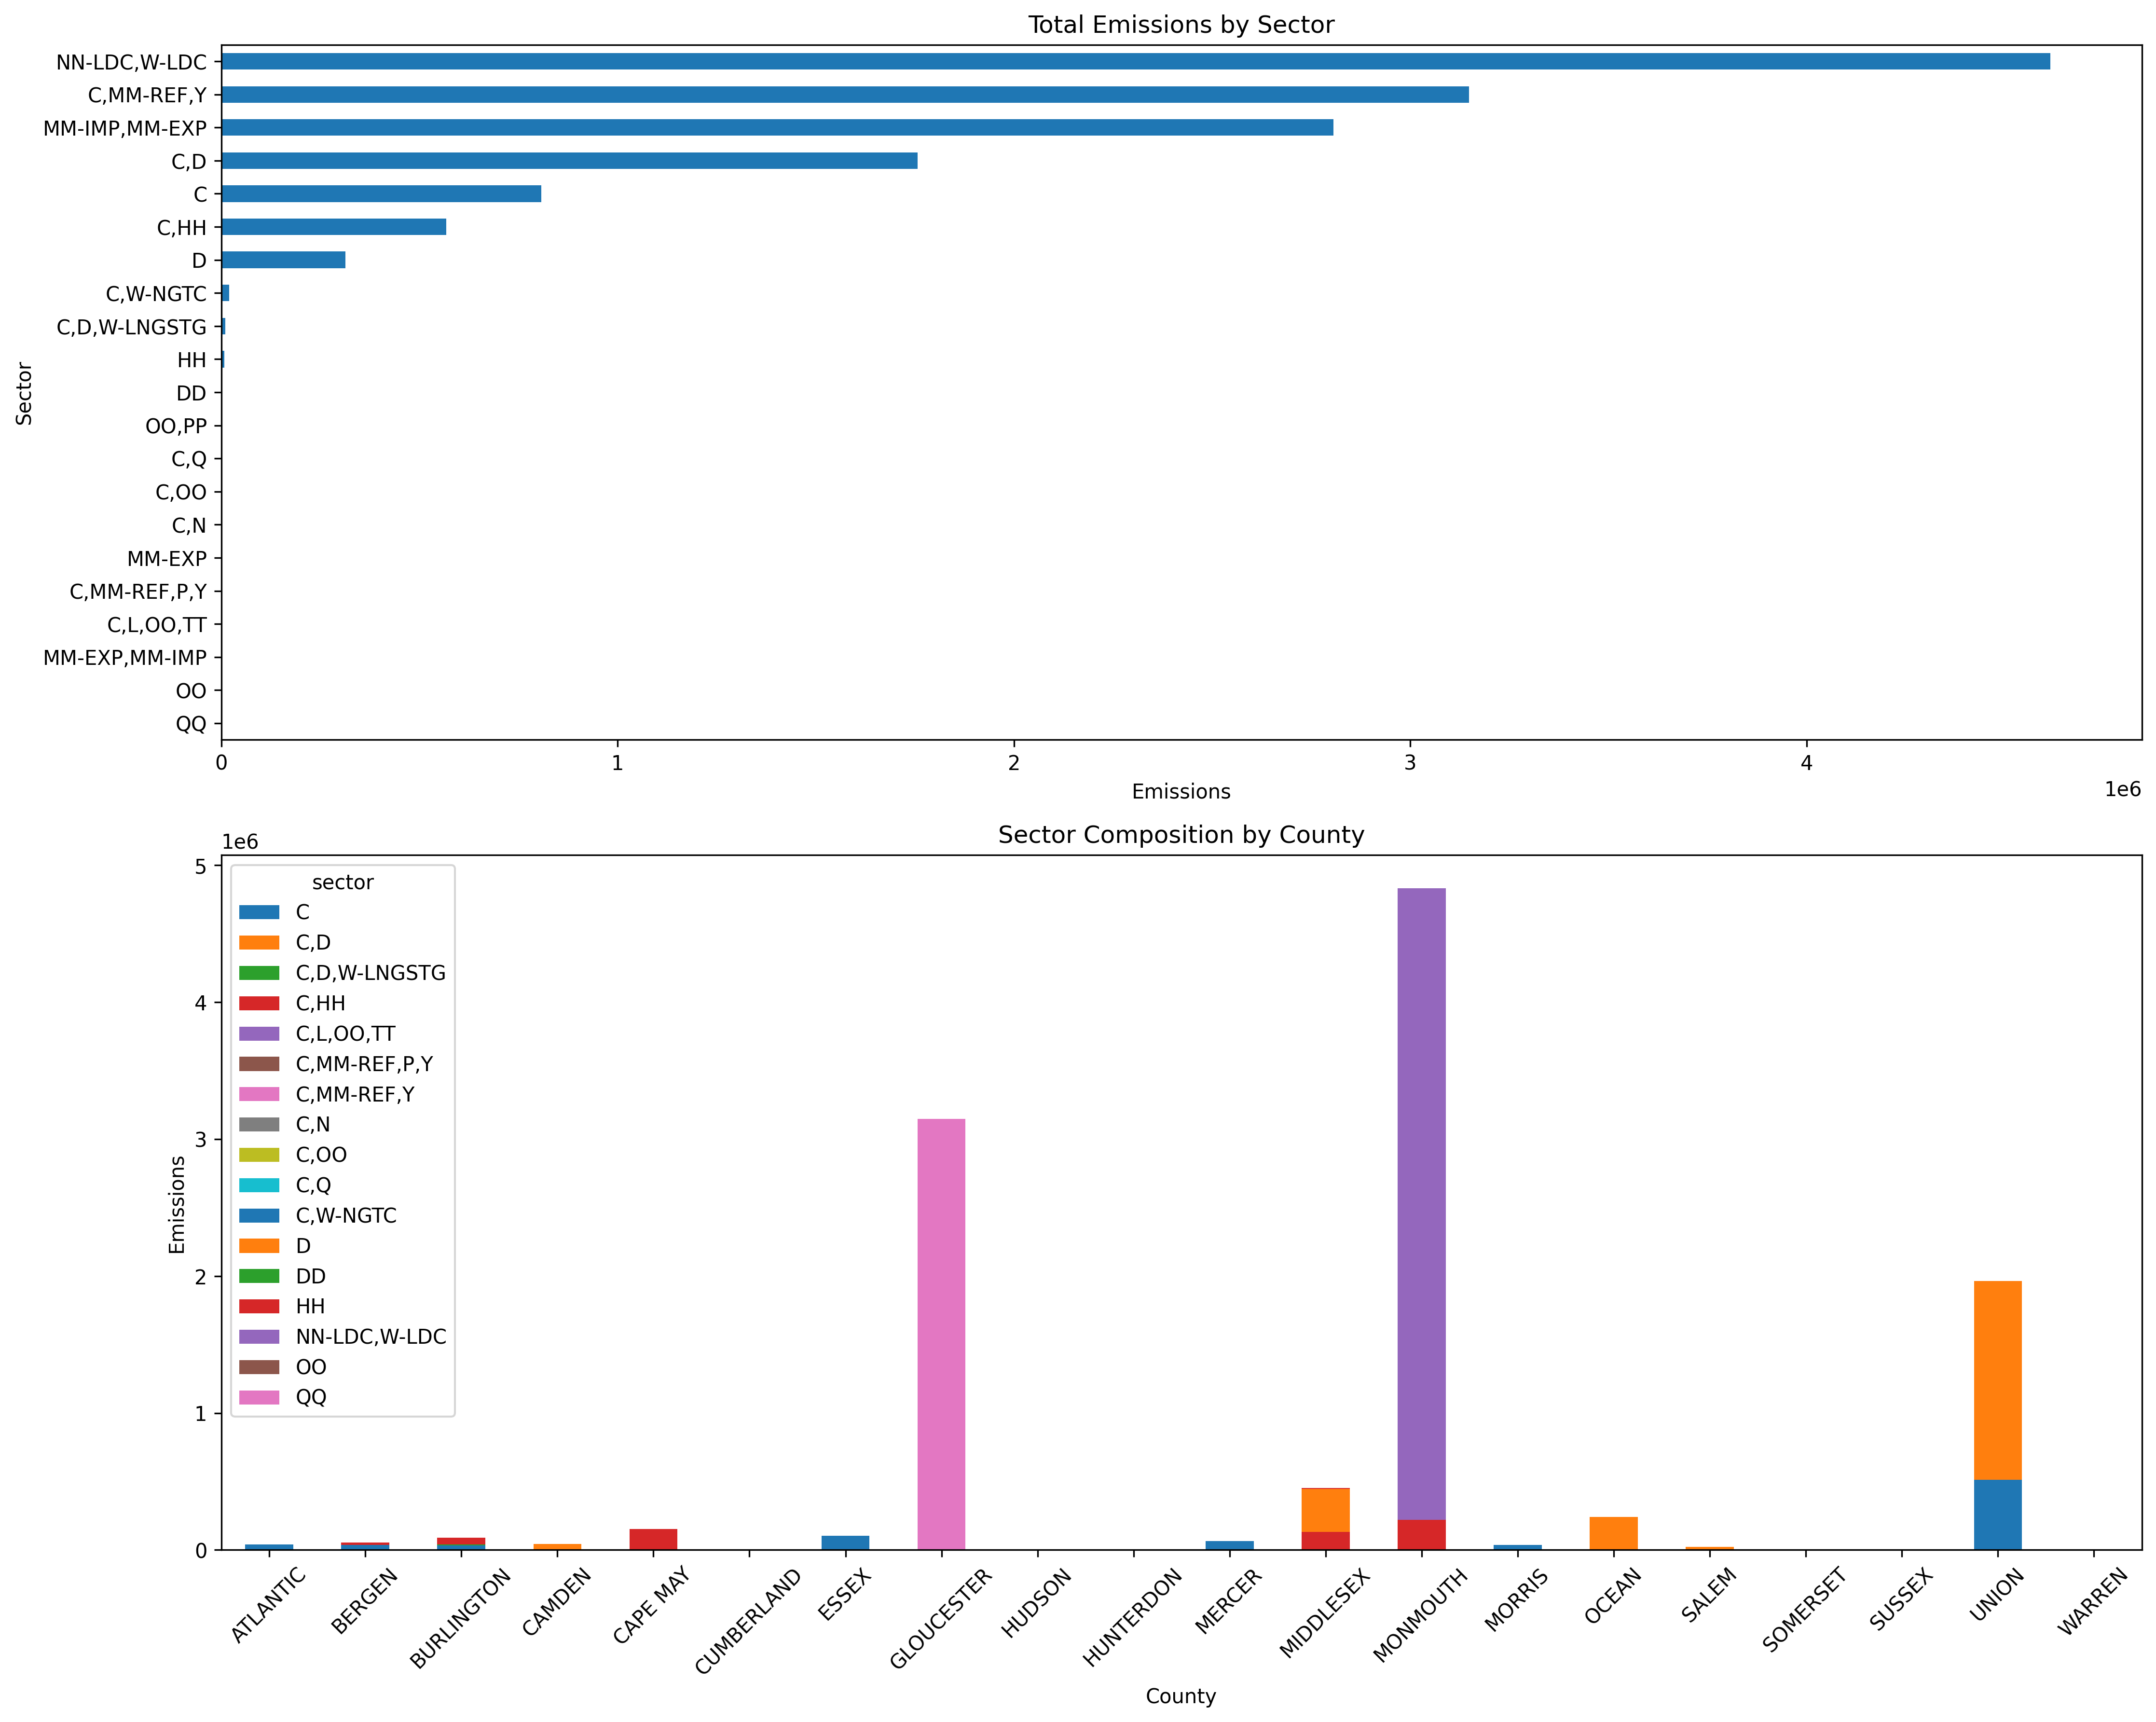 Total Emissions by Sector
Sector
NN-LDC,W-LDC
C,MM-REF,Y
MM-IMP,MM-EXP
C,D
C
C,HH
D
C,W-NGTC
C,D,W-LNGSTG
HH
DD
OO,PP
C,Q
C,OO
C,N
MM-EXP
C,MM-REF,P,Y
C,L,OO,TT
MM-EXP,MM-IMP
OO
QQ
0 1 2 3 4
1e6
Emissions
Sector Composition by County
1e6
Emissions
5
4
3
2
1
0
sector
C
C,D
C,D,W-LNGSTG
C,HH
C,L,OO,TT
C,MM-REF,P,Y
C,MM-REF,Y
C,N
C,OO
C,Q
C,W-NGTC
D
DD
HH
NN-LDC,W-LDC
OO
QQ
ATLANTIC
BERGEN
BURLINGTON
CAMDEN
CAPE MAY
CUMBERLAND
ESSEX
GLOUCESTER
HUDSON
HUNTERDON
MERCER
MIDDLESEX
MONMOUTH
MORRIS
OCEAN
SALEM
SOMERSET
SUSSEX
UNION
WARREN
County